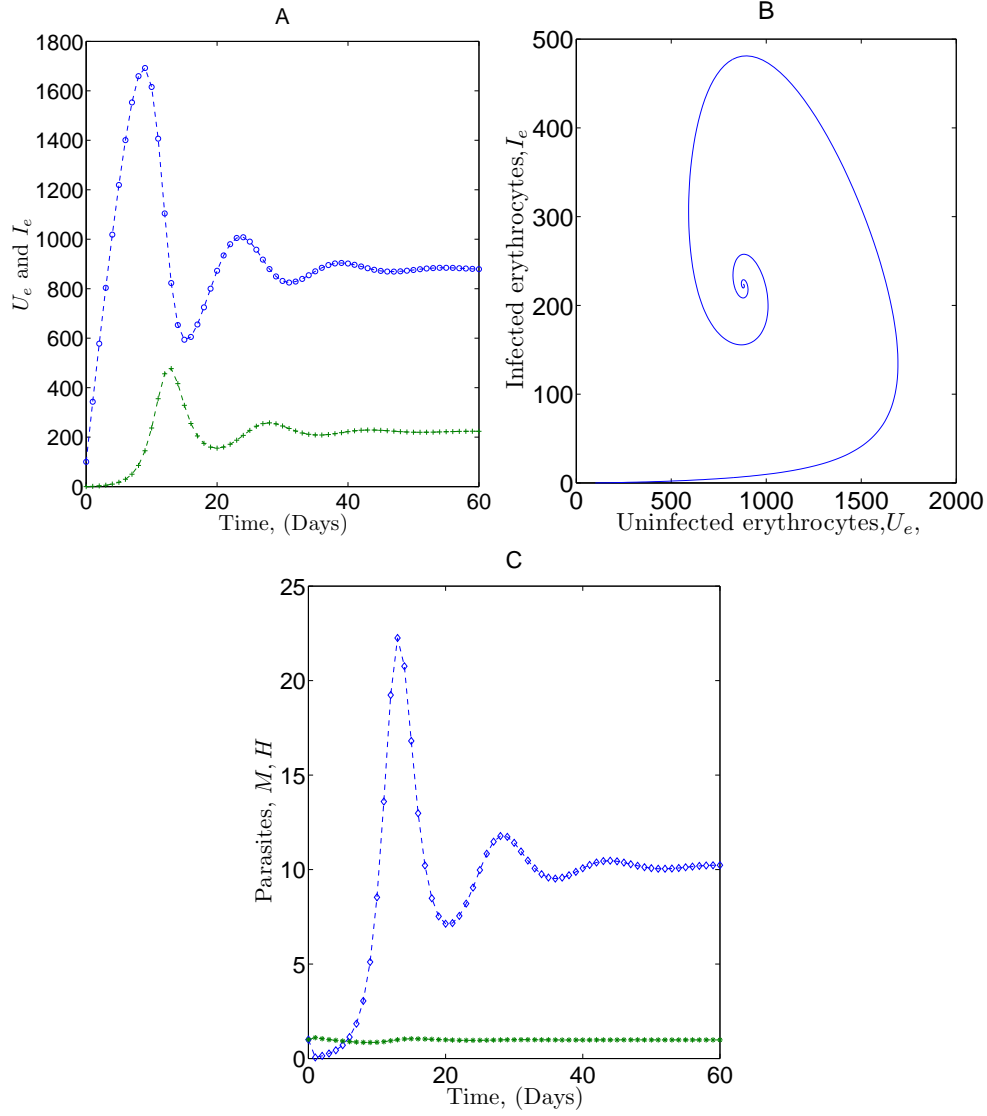 A
1800
1600
1400
1200
1000
800
600
400
200
0
U_e and I_e
0 20 40 60
Time, (Days)
B
500
400
300
200
100
0
Infected erythrocytes,I_e
0 500 1000 1500 2000
Uninfected erythrocytes,U_e,
C
25
20
15
10
5
0
Parasites, M, H
0 20 40 60
Time, (Days)